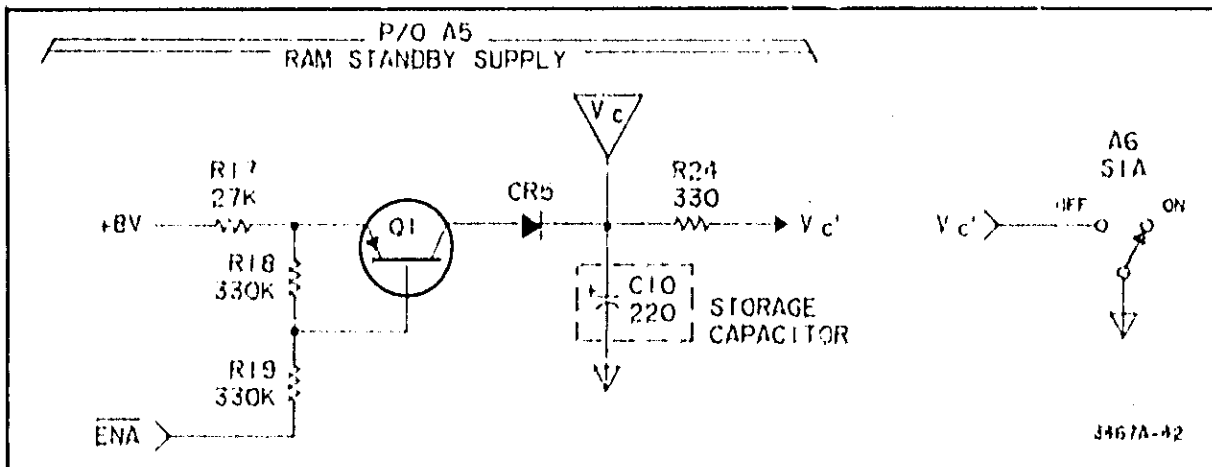 P/O A5
RAM STANDBY SUPPLY
Vc
R17
27K
+8V
Q1
CR5
R24
330
Vc'
A6
S1A
Vc'
OFF
ON
R18
330K
+
C10
220
STORAGE
CAPACITOR
R19
330K
ENA
3467A-42